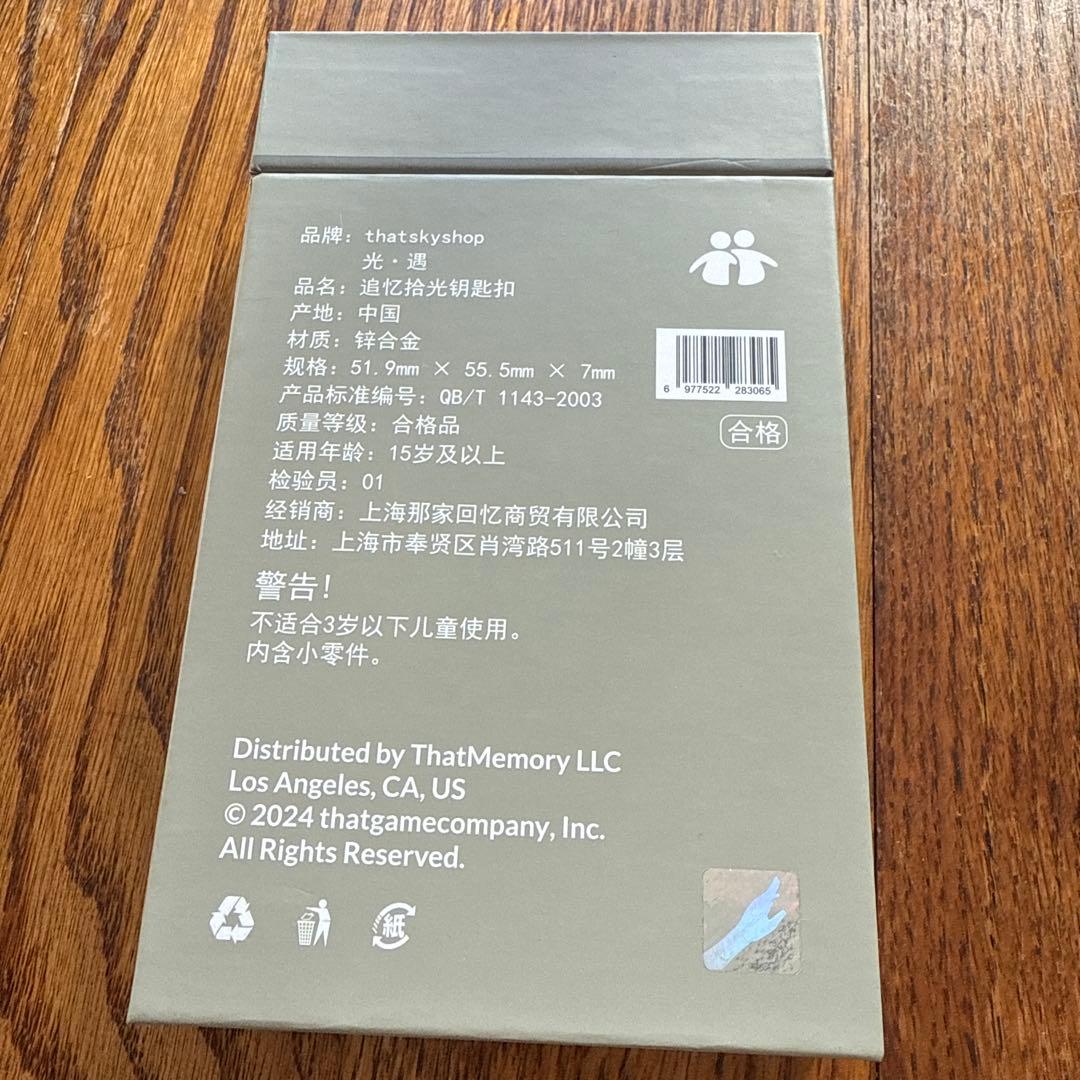 品牌：thatskyshop
光·遇
品名：追忆拾光钥匙扣
产地：中国
材质：锌合金
规格：51.9mm × 55.5mm × 7mm
产品标准编号：QB/T 1143-2003
质量等级：合格品
适用年龄：15岁及以上
检验员：01
经销商：上海那家回忆商贸有限公司
地址：上海市奉贤区肖湾路511号2幢3层
6 977522 283065
合格
警告！
不适合3岁以下儿童使用。
内含小零件。
Distributed by ThatMemory LLC
Los Angeles, CA, US
© 2024 thatgamecompany, Inc.
All Rights Reserved.
紙